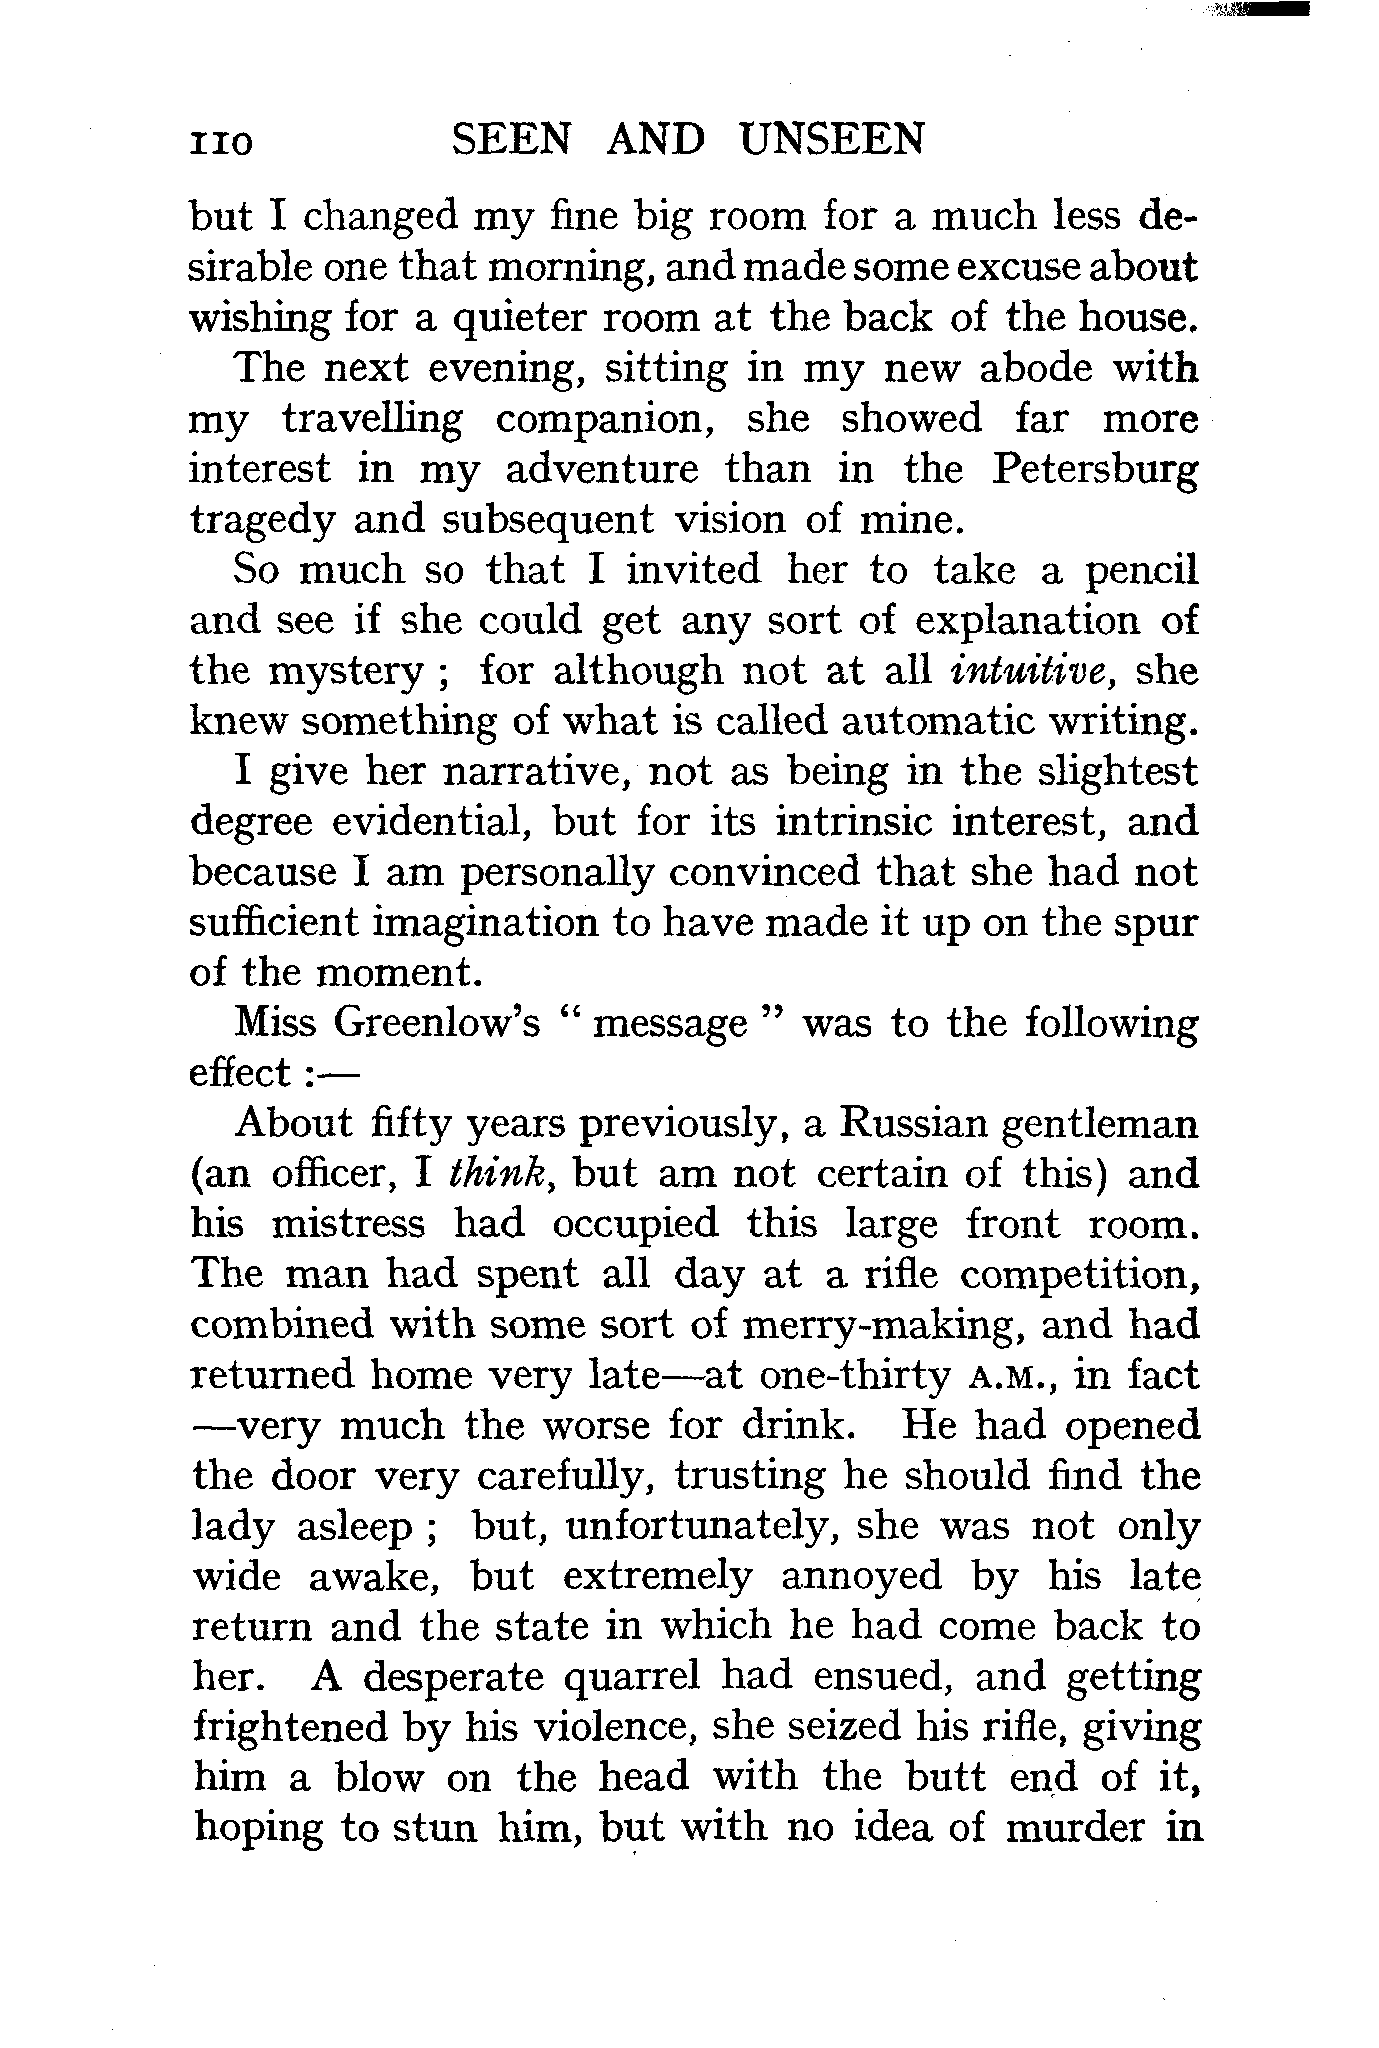 110 SEEN AND UNSEEN
but I changed my fine big room for a much less de-
sirable one that morning, and made some excuse about
wishing for a quieter room at the back of the house.
The next evening, sitting in my new abode with
my travelling companion, she showed far more
interest in my adventure than in the Petersburg
tragedy and subsequent vision of mine.
So much so that I invited her to take a pencil
and see if she could get any sort of explanation of
the mystery ; for although not at all intuitive, she
knew something of what is called automatic writing.
I give her narrative, not as being in the slightest
degree evidential, but for its intrinsic interest, and
because I am personally convinced that she had not
sufficient imagination to have made it up on the spur
of the moment.
Miss Greenlow's “ message ” was to the following
effect :—
About fifty years previously, a Russian gentleman
(an officer, I think, but am not certain of this) and
his mistress had occupied this large front room.
The man had spent all day at a rifle competition,
combined with some sort of merry-making, and had
returned home very late—at one-thirty A.M., in fact
—very much the worse for drink. He had opened
the door very carefully, trusting he should find the
lady asleep ; but, unfortunately, she was not only
wide awake, but extremely annoyed by his late
return and the state in which he had come back to
her. A desperate quarrel had ensued, and getting
frightened by his violence, she seized his rifle, giving
him a blow on the head with the butt end of it,
hoping to stun him, but with no idea of murder in